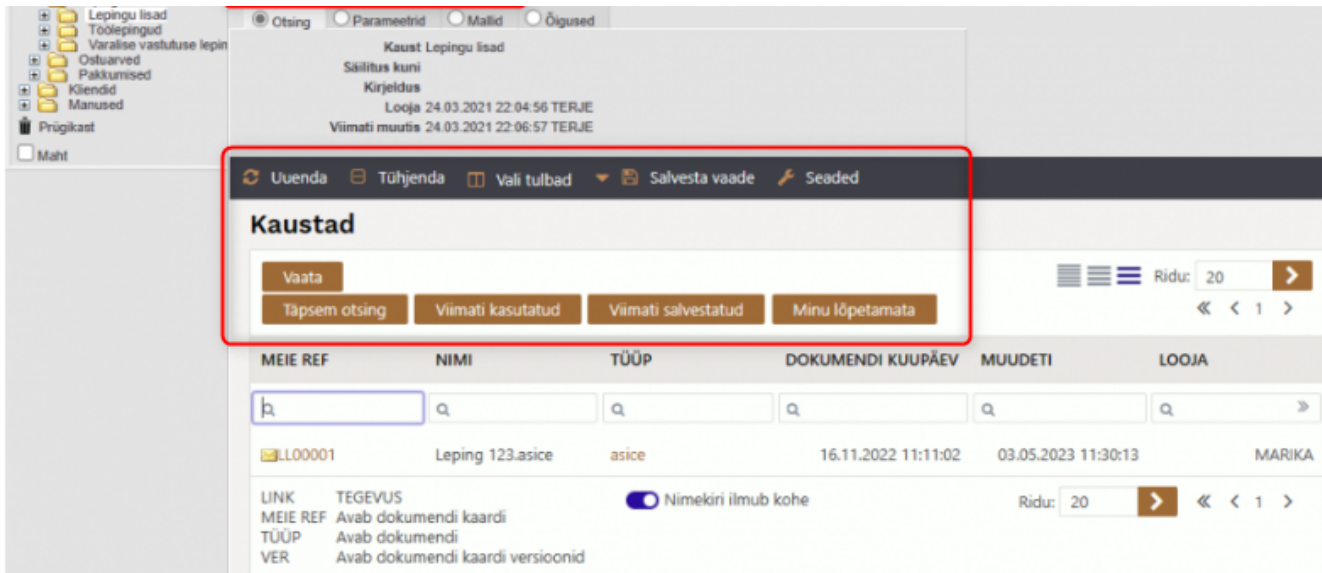 Lepingu lisad
Töölepingud
Varalise vastutuse lepin
Ostuarved
Pakkumised
Kliendid
Manused
Prügikast
Maht
Otsing Parameetrid Mallid Õigused
Kaust Lepingu lisad
Säilitus kuni
Kirjeldus
Looja 24.03.2021 22:04:56 TERJE
Viimati muutis 24.03.2021 22:06:57 TERJE
Uuenda Tühjenda Vali tulbad Salvesta vaade Seaded
Kaustad
Vaata
Täpsem otsing Viimati kasutatud Viimati salvestatud Minu lõpetamata
Ridu: 20
1
MEIE REF NIMI TÜÜP DOKUMENDI KUUPÄEV MUUDETI LOOJA
LL00001 Leping 123.asice asice 16.11.2022 11:11:02 03.05.2023 11:30:13 MARIKA
LINK TEGEVUS
MEIE REF Avab dokumendi kaardi
TÜÜP Avab dokumendi
VER Avab dokumendi kaardi versioonid
Nimekiri ilmub kohe
Ridu: 20 1